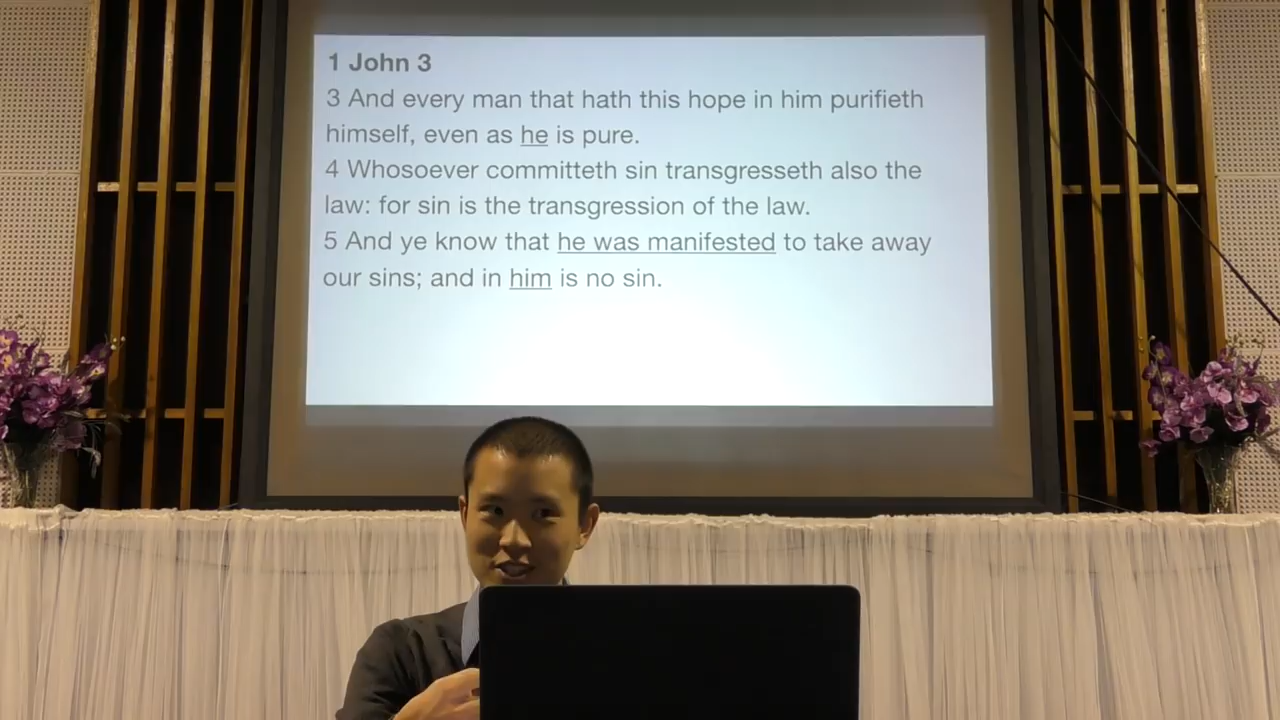 1 John 3
3 And every man that hath this hope in him purifieth
himself, even as he is pure.
4 Whosoever committeth sin transgresseth also the
law: for sin is the transgression of the law.
5 And ye know that he was manifested to take away
our sins; and in him is no sin.